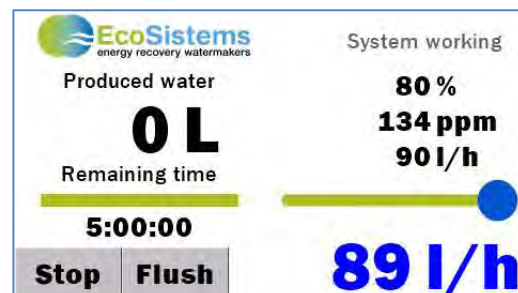 EcoSistems
energy recovery watermakers
Produced water
0 L
Remaining time
5:00:00
Stop Flush
System working
80 %
134 ppm
90 l/h
89 l/h